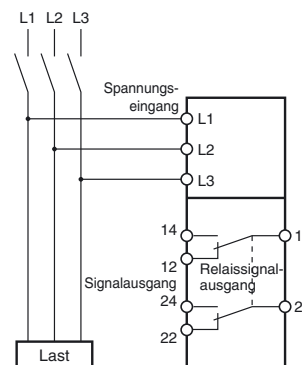 L1 L2 L3
Spannungs-
eingang
L1
L2
L3
14
1
12
Signalausgang
Relaissignal-
ausgang
24
2
22
Last